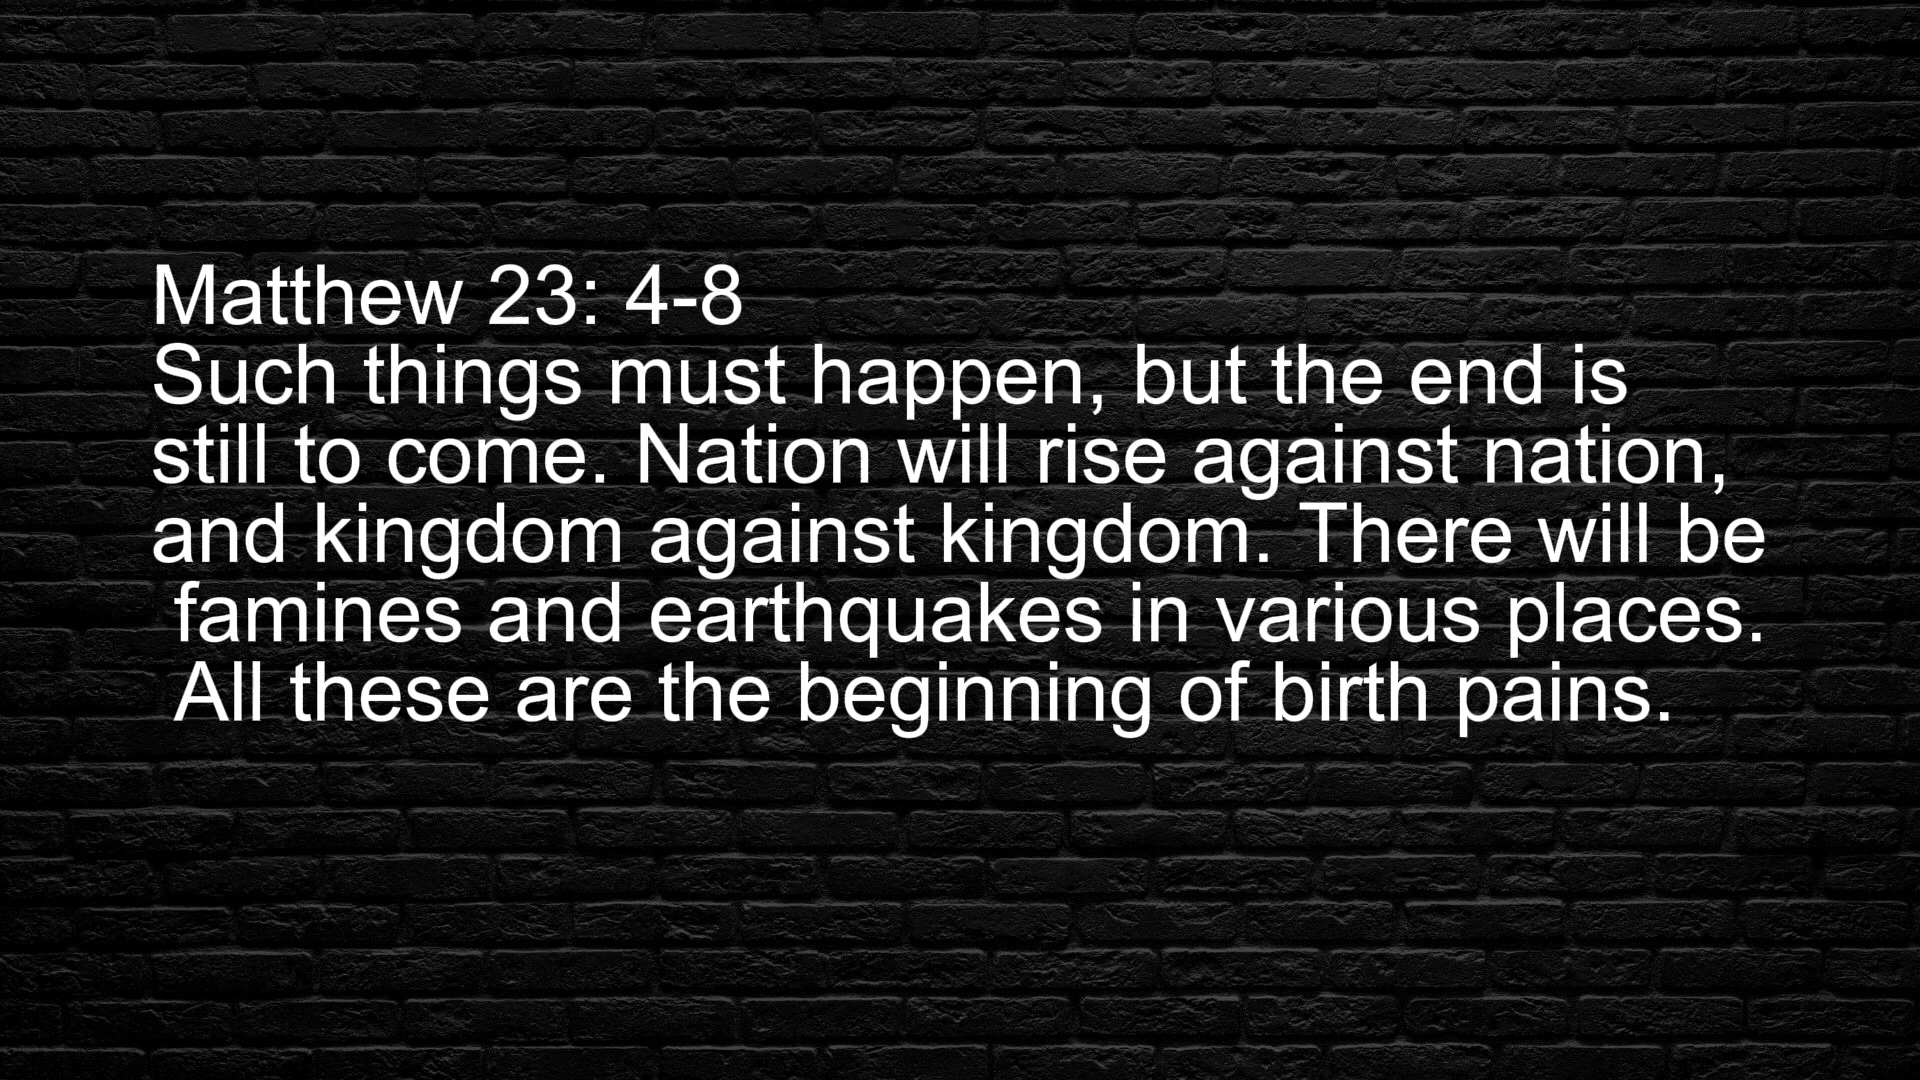 Matthew 23: 4-8
Such things must happen, but the end is
still to come. Nation will rise against nation,
and kingdom against kingdom. There will be
famines and earthquakes in various places.
All these are the beginning of birth pains.